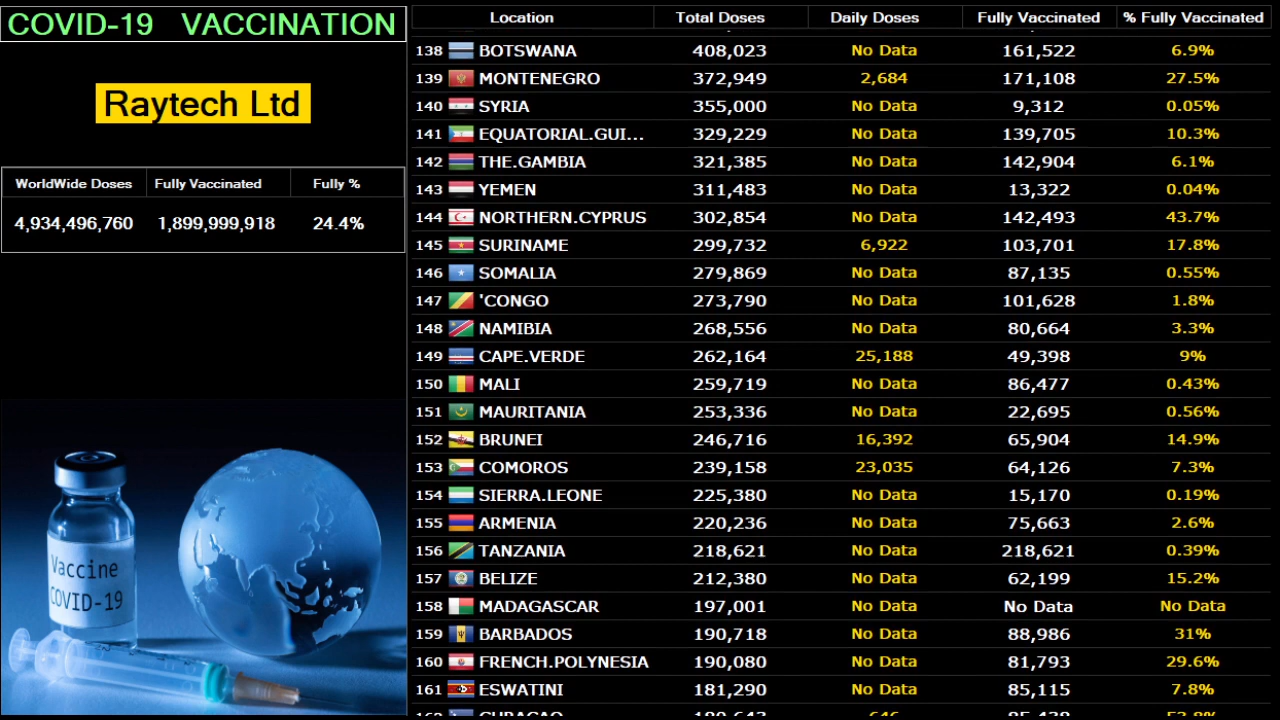 COVID-19 VACCINATION
Raytech Ltd
WorldWide Doses Fully Vaccinated Fully %
4,934,496,760 1,899,999,918 24.4%
Vaccine
COVID-19
Location Total Doses Daily Doses Fully Vaccinated % Fully Vaccinated
138 BOTSWANA 408,023 No Data 161,522 6.9%
139 MONTENEGRO 372,949 2,684 171,108 27.5%
140 SYRIA 355,000 No Data 9,312 0.05%
141 EQUATORIAL.GUI... 329,229 No Data 139,705 10.3%
142 THE.GAMBIA 321,385 No Data 142,904 6.1%
143 YEMEN 311,483 No Data 13,322 0.04%
144 NORTHERN.CYPRUS 302,854 No Data 142,493 43.7%
145 SURINAME 299,732 6,922 103,701 17.8%
146 SOMALIA 279,869 No Data 87,135 0.55%
147 'CONGO 273,790 No Data 101,628 1.8%
148 NAMIBIA 268,556 No Data 80,664 3.3%
149 CAPE.VERDE 262,164 25,188 49,398 9%
150 MALI 259,719 No Data 86,477 0.43%
151 MAURITANIA 253,336 No Data 22,695 0.56%
152 BRUNEI 246,716 16,392 65,904 14.9%
153 COMOROS 239,158 23,035 64,126 7.3%
154 SIERRA.LEONE 225,380 No Data 15,170 0.19%
155 ARMENIA 220,236 No Data 75,663 2.6%
156 TANZANIA 218,621 No Data 218,621 0.39%
157 BELIZE 212,380 No Data 62,199 15.2%
158 MADAGASCAR 197,001 No Data No Data No Data
159 BARBADOS 190,718 No Data 88,986 31%
160 FRENCH.POLYNESIA 190,080 No Data 81,793 29.6%
161 ESWATINI 181,290 No Data 85,115 7.8%